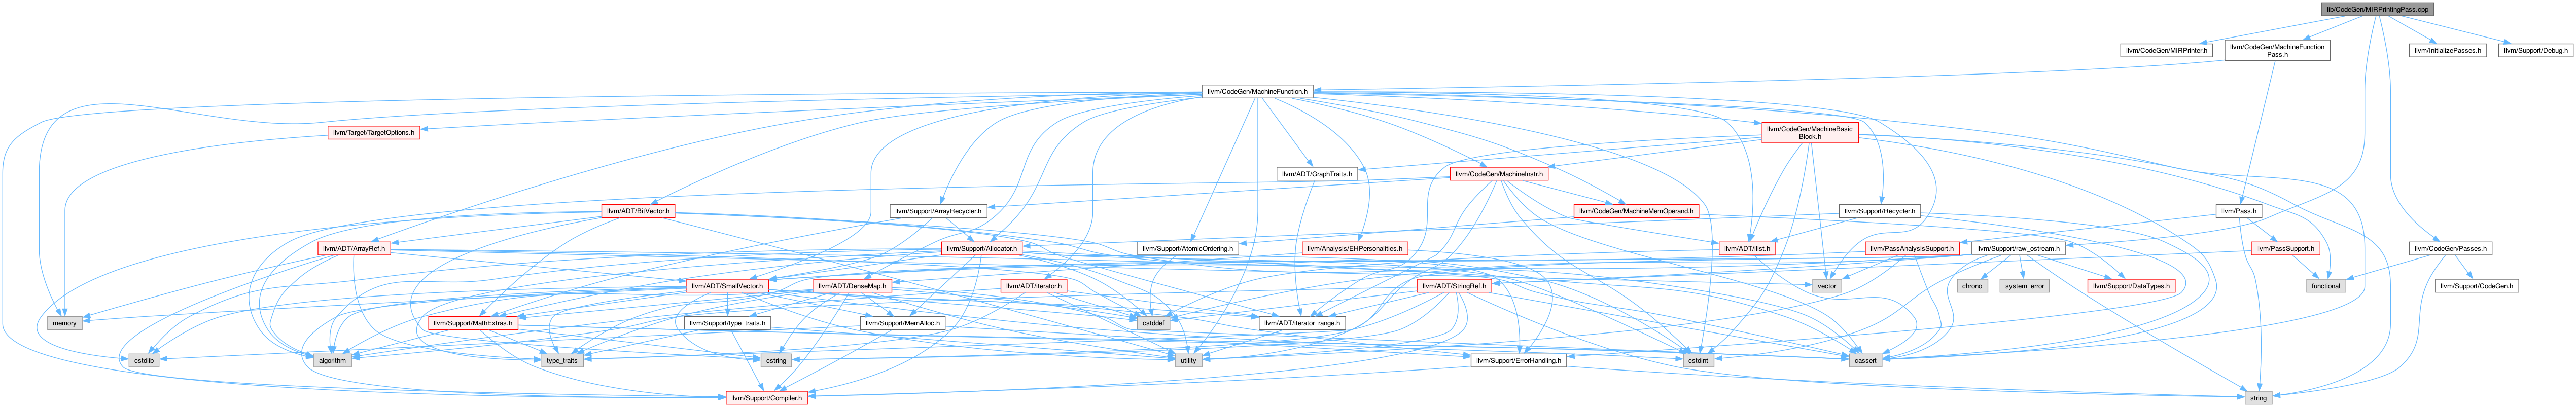 lib/CodeGen/MIRPrintingPass.cpp
llvm/CodeGen/MIRPrinter.h
llvm/CodeGen/MachineFunction
Pass.h
llvm/InitializePasses.h
llvm/Support/Debug.h
llvm/CodeGen/MachineFunction.h
llvm/Target/TargetOptions.h
llvm/CodeGen/MachineBasic
Block.h
llvm/ADT/GraphTraits.h
llvm/CodeGen/MachineInstr.h
llvm/ADT/BitVector.h
llvm/Support/ArrayRecycler.h
llvm/CodeGen/MachineMemOperand.h
llvm/Support/Recycler.h
llvm/Pass.h
llvm/ADT/ArrayRef.h
llvm/Support/Allocator.h
llvm/Support/AtomicOrdering.h
llvm/Analysis/EHPersonalities.h
llvm/ADT/ilist.h
llvm/PassAnalysisSupport.h
llvm/Support/raw_ostream.h
llvm/PassSupport.h
llvm/CodeGen/Passes.h
llvm/ADT/SmallVector.h
llvm/ADT/DenseMap.h
llvm/ADT/iterator.h
llvm/ADT/StringRef.h
vector
chrono
system_error
llvm/Support/DataTypes.h
functional
llvm/Support/CodeGen.h
memory
llvm/Support/MathExtras.h
llvm/Support/type_traits.h
llvm/Support/MemAlloc.h
cstddef
llvm/ADT/iterator_range.h
cstdlib
algorithm
type_traits
cstring
utility
llvm/Support/ErrorHandling.h
cstdint
cassert
llvm/Support/Compiler.h
string